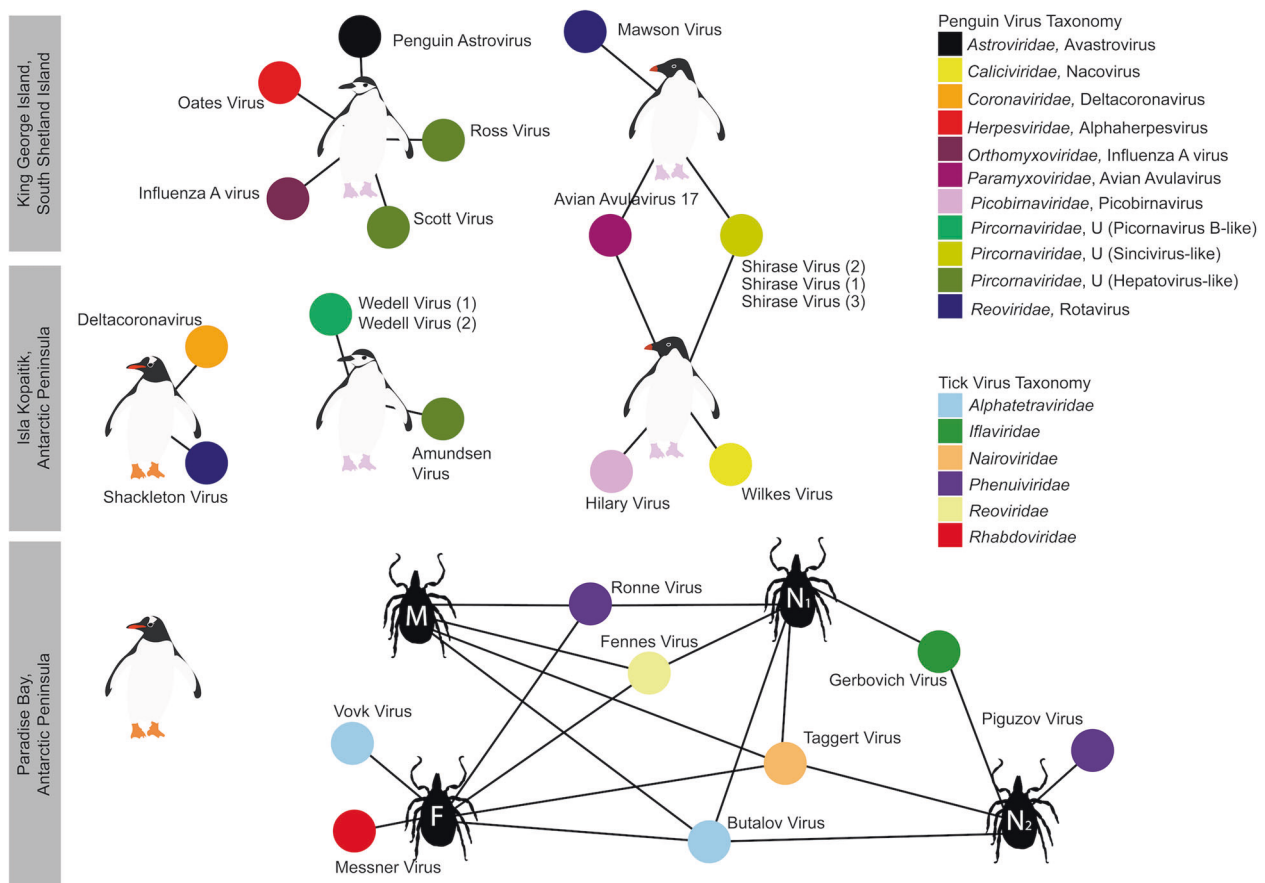 King George Island,
South Shetland Island
Penguin Astrovirus
Oates Virus
Ross Virus
Influenza A virus
Scott Virus
Mawson Virus
Avian Avulavirus 17
Shirase Virus (2)
Shirase Virus (1)
Shirase Virus (3)
Isla Kopaitik,
Antarctic Peninsula
Deltacoronavirus
Shackleton Virus
Wedell Virus (1)
Wedell Virus (2)
Amundsen
Virus
Hilary Virus
Wilkes Virus
Paradise Bay,
Antarctic Peninsula
M
N1
F
N2
Ronne Virus
Fennes Virus
Gerbovich Virus
Vovk Virus
Taggert Virus
Piguzov Virus
Butalov Virus
Messner Virus
Penguin Virus Taxonomy
Astroviridae, Avastrovirus
Caliciviridae, Nacovirus
Coronaviridae, Deltacoronavirus
Herpesviridae, Alphaherpesvirus
Orthomyxoviridae, Influenza A virus
Paramyxoviridae, Avian Avulavirus
Picobirnaviridae, Picobirnavirus
Pircornaviridae, U (Picornavirus B-like)
Pircornaviridae, U (Sincivirus-like)
Pircornaviridae, U (Hepatovirus-like)
Reoviridae, Rotavirus
Tick Virus Taxonomy
Alphatetraviridae
Iflaviridae
Nairoviridae
Phenuiviridae
Reoviridae
Rhabdoviridae